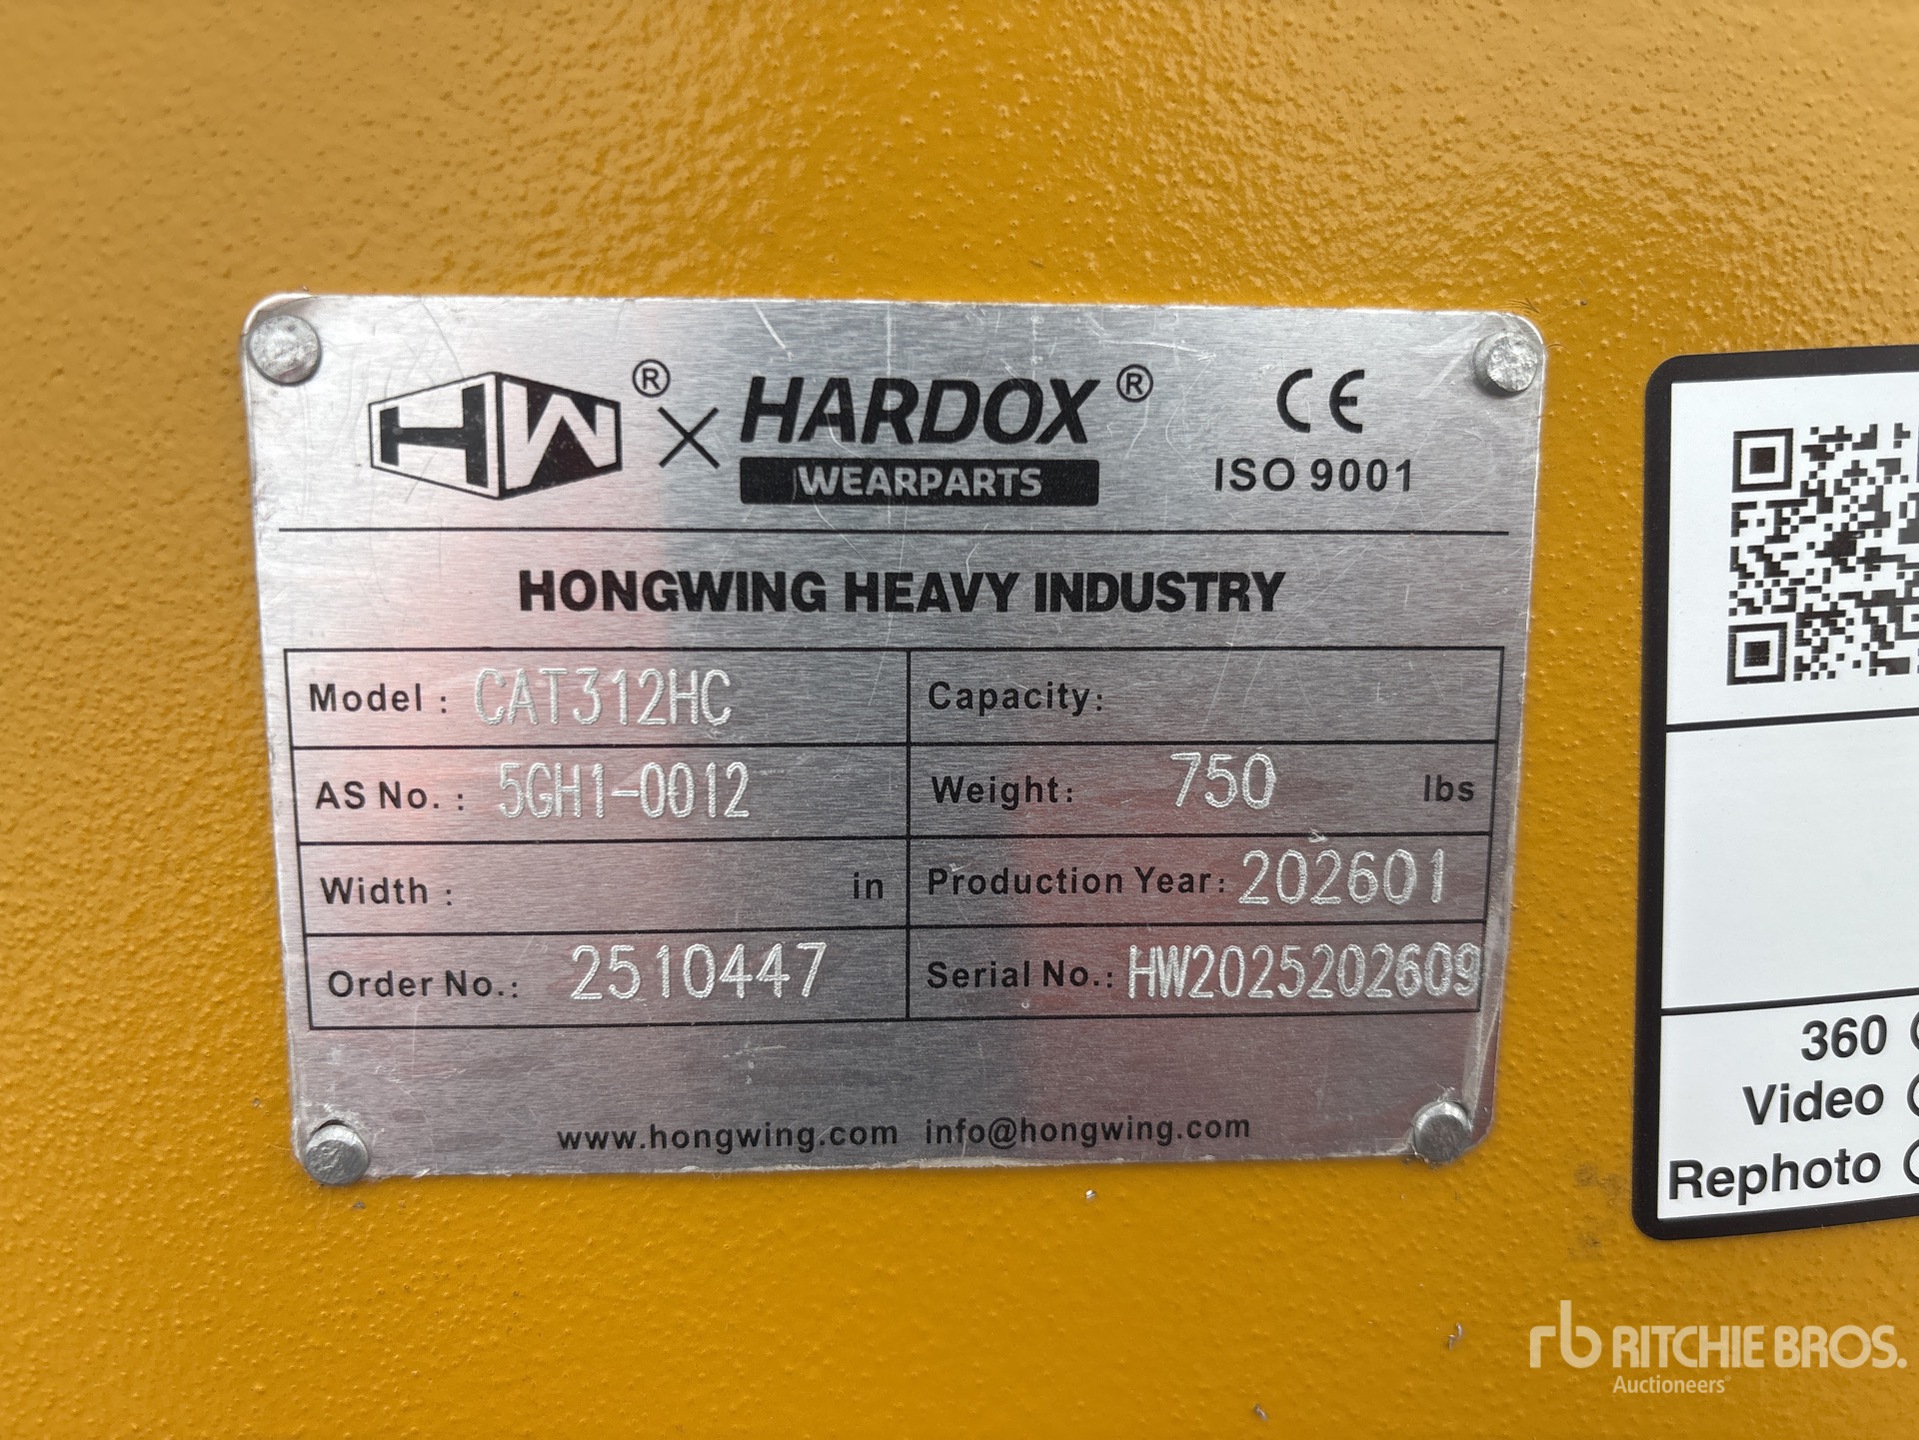 HW® × HARDOX®
WEARPARTS
CE
ISO 9001
HONGWING HEAVY INDUSTRY
Model : CAT312HC
Capacity:
AS No. : 5GH1-0012
Weight: 750 lbs
Width : in
Production Year: 202601
Order No.: 2510447
Serial No.: HW2025202609
www.hongwing.com info@hongwing.com
360
Video
Rephoto
rb RITCHIE BROS.
Auctioneers